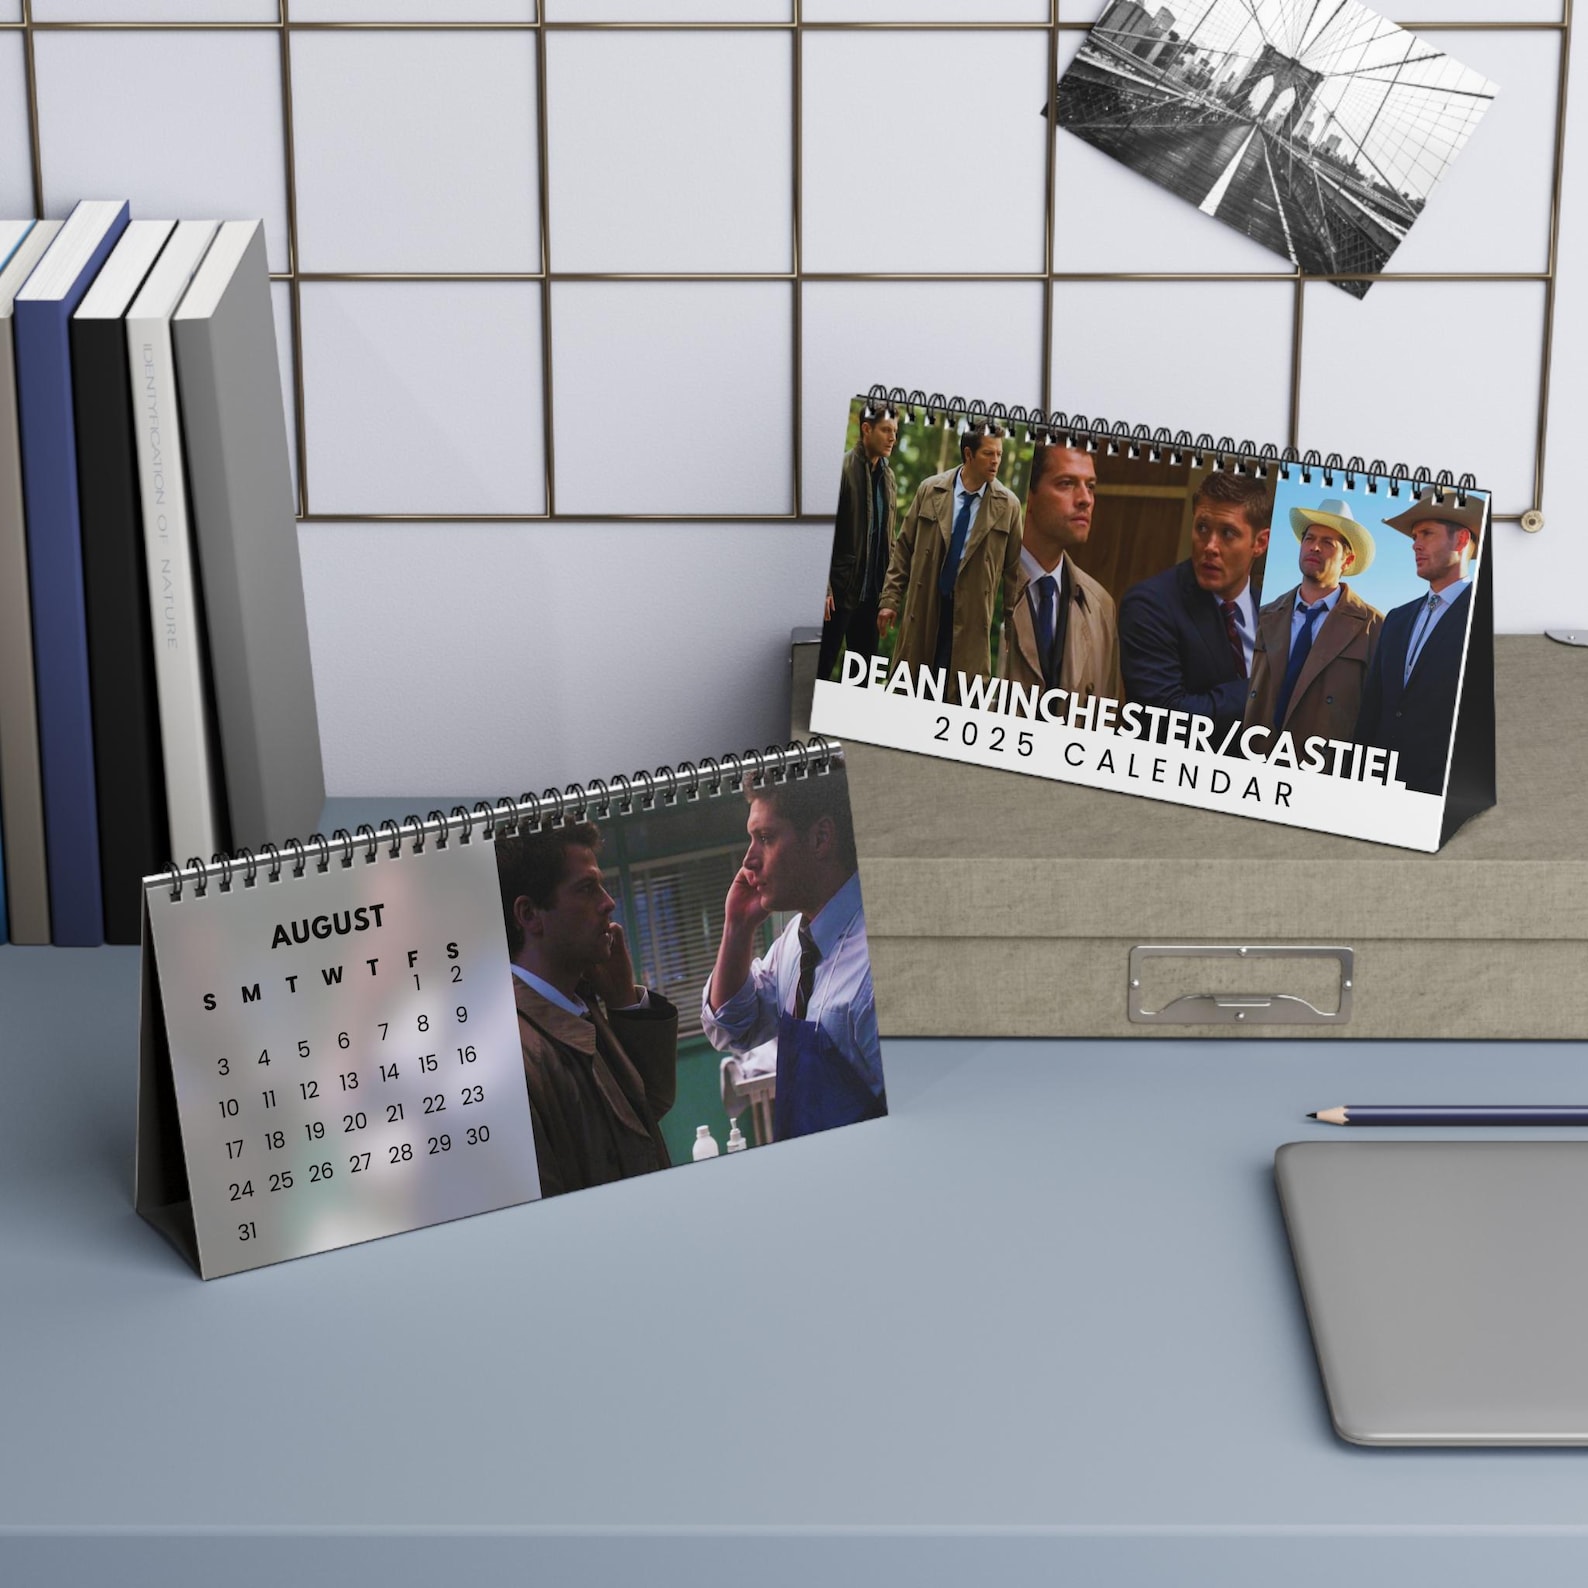 IDENTYFICATION OF NATURE
DEAN WINCHESTER/CASTIEL
2025 CALENDAR
AUGUST
S M T W T F S
1 2
3 4 5 6 7 8 9
10 11 12 13 14 15 16
17 18 19 20 21 22 23
24 25 26 27 28 29 30
31